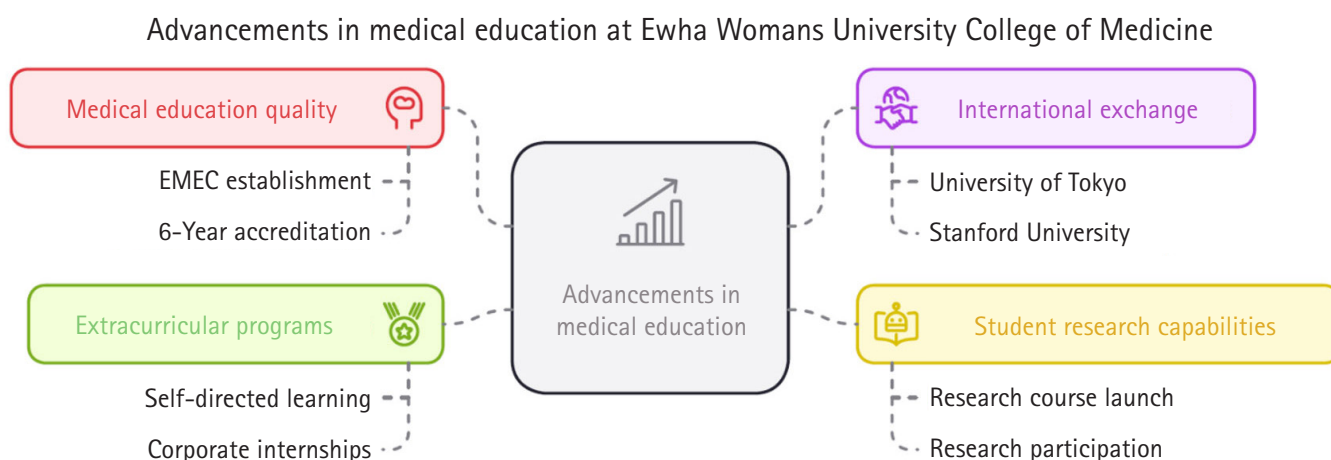 Advancements in medical education at Ewha Womans University College of Medicine
Medical education quality
EMEC establishment
6-Year accreditation
Extracurricular programs
Self-directed learning
Corporate internships
Advancements in
medical education
International exchange
University of Tokyo
Stanford University
Student research capabilities
Research course launch
Research participation